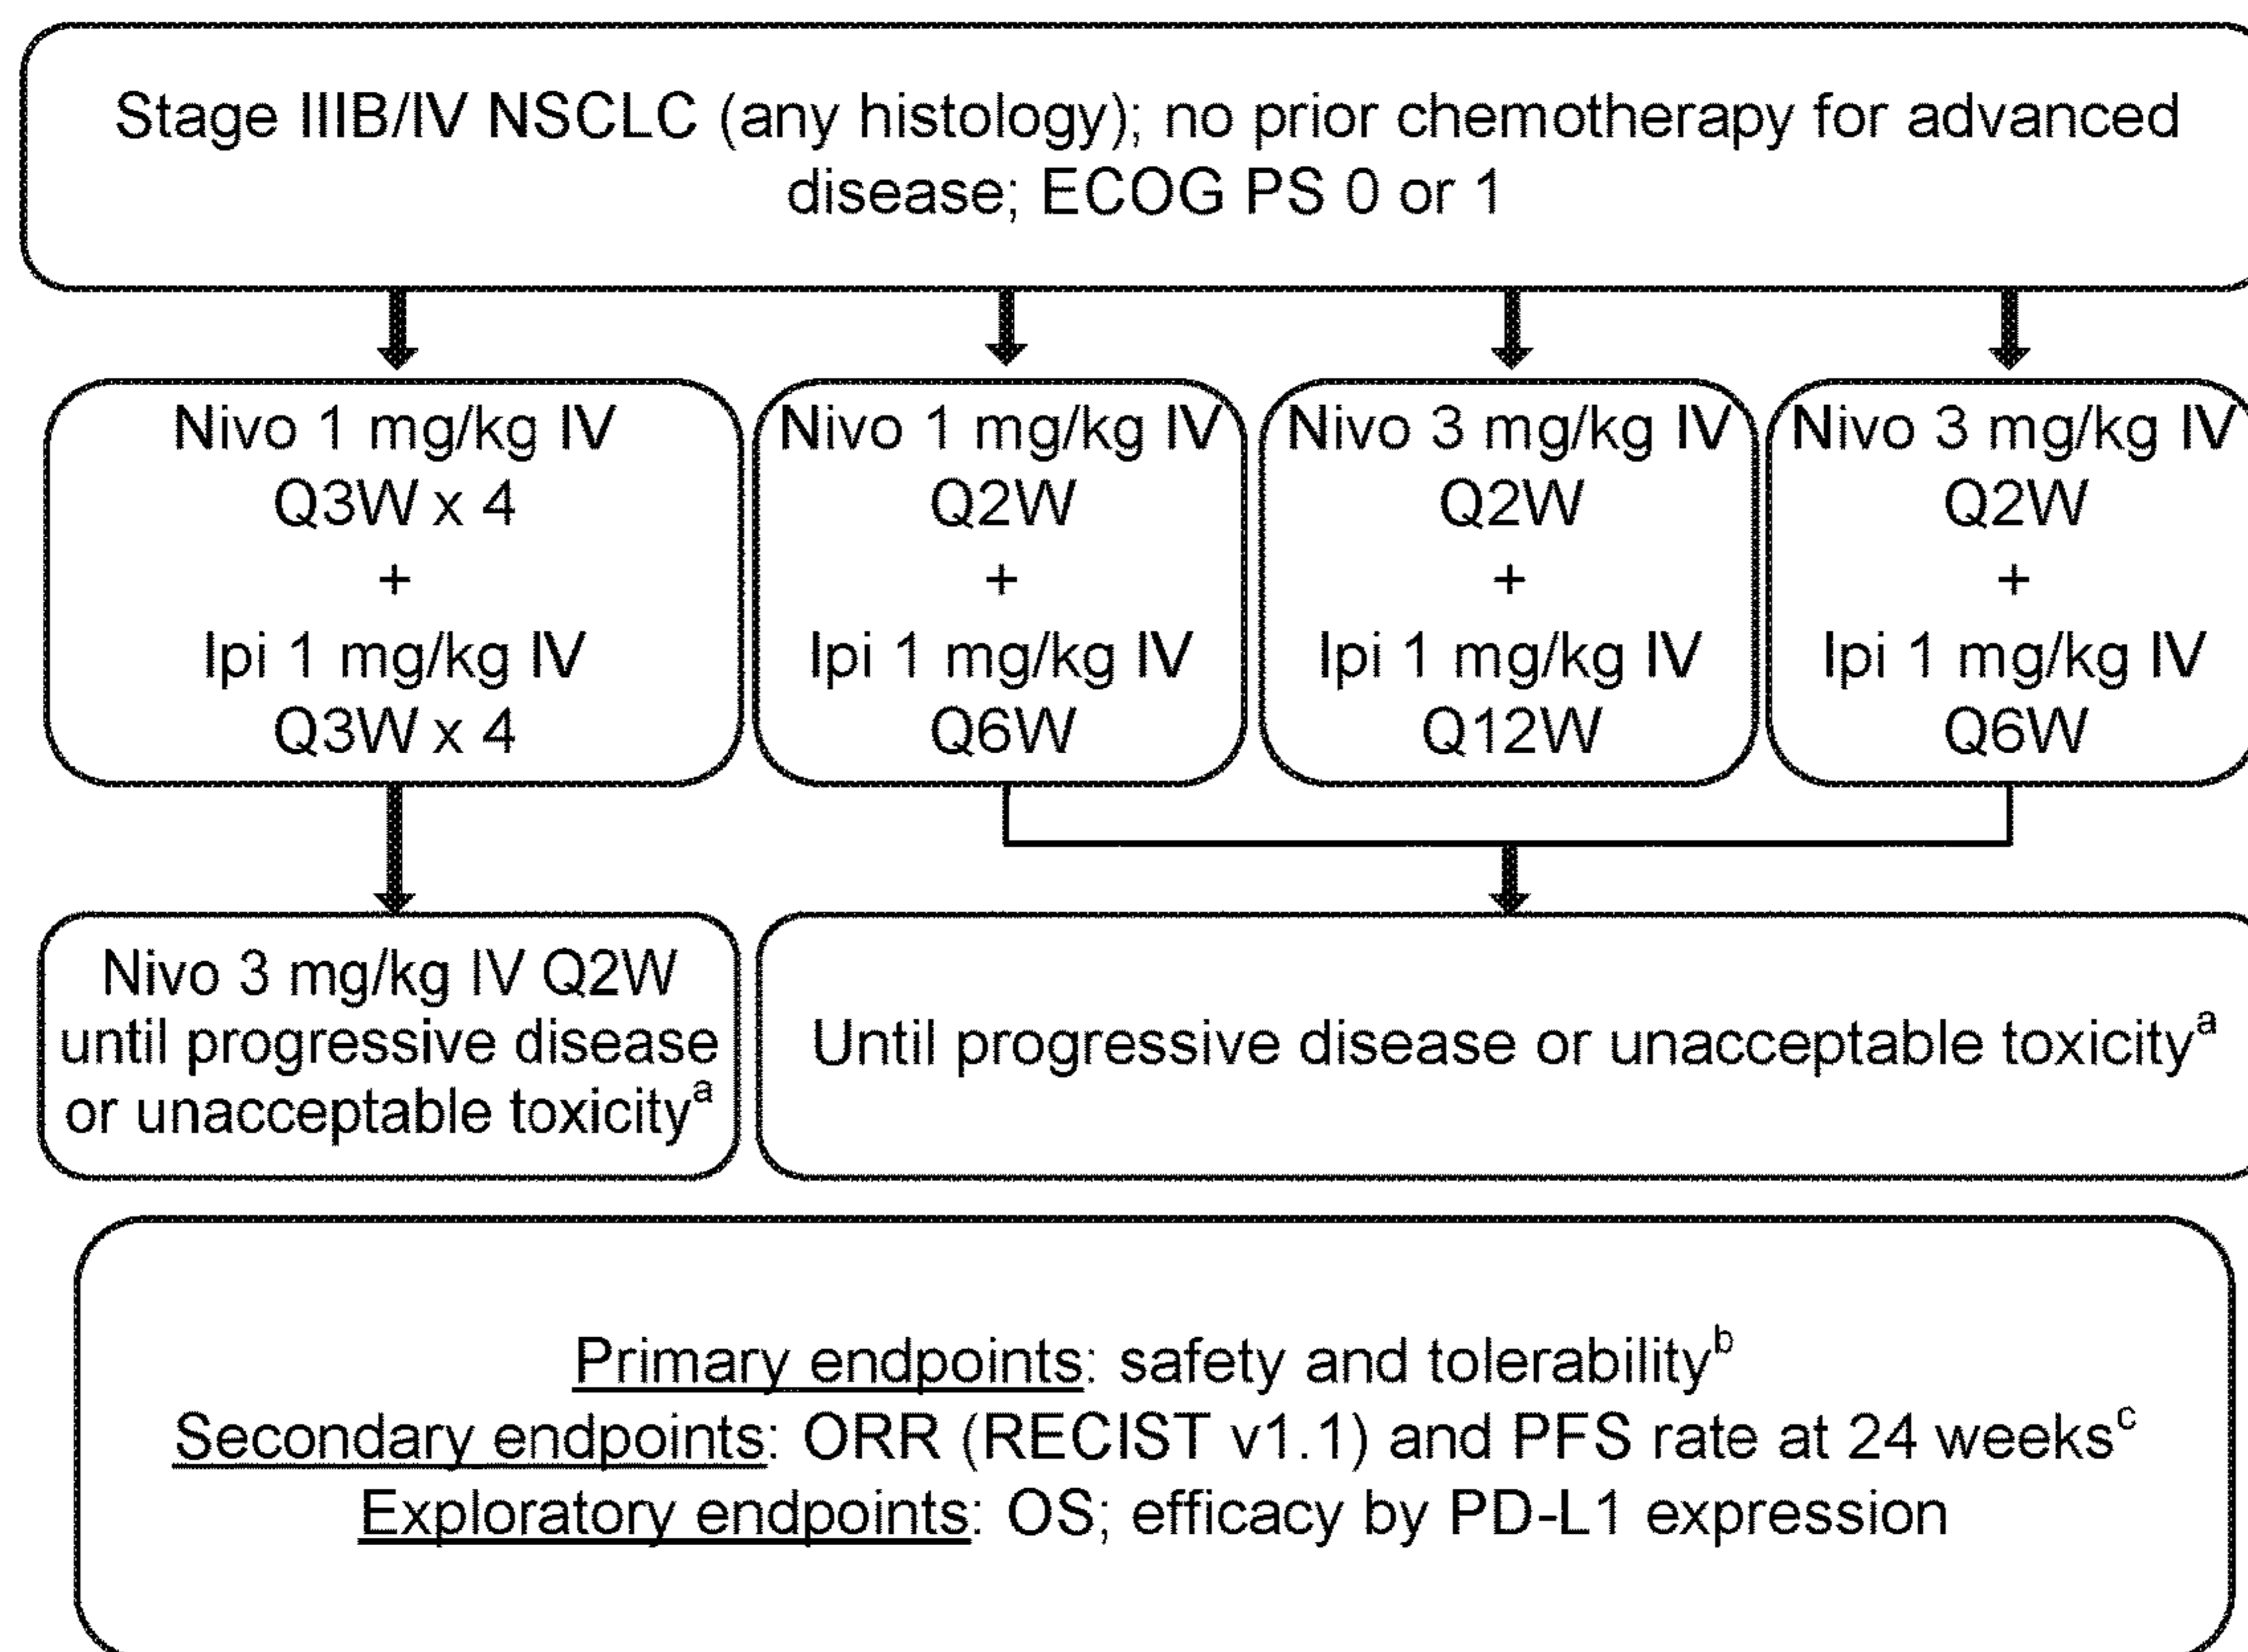 Stage IIIB/IV NSCLC (any histology); no prior chemotherapy for advanced
disease; ECOG PS 0 or 1
Nivo 1 mg/kg IV
Q3W x 4
+
Ipi 1 mg/kg IV
Q3W x 4
Nivo 1 mg/kg IV
Q2W
+
Ipi 1 mg/kg IV
Q6W
Nivo 3 mg/kg IV
Q2W
+
Ipi 1 mg/kg IV
Q12W
Nivo 3 mg/kg IV
Q2W
+
Ipi 1 mg/kg IV
Q6W
Nivo 3 mg/kg IV Q2W
until progressive disease
or unacceptable toxicityᵃ
Until progressive disease or unacceptable toxicityᵃ
Primary endpoints: safety and tolerabilityᵇ
Secondary endpoints: ORR (RECIST v1.1) and PFS rate at 24 weeksᶜ
Exploratory endpoints: OS; efficacy by PD-L1 expression